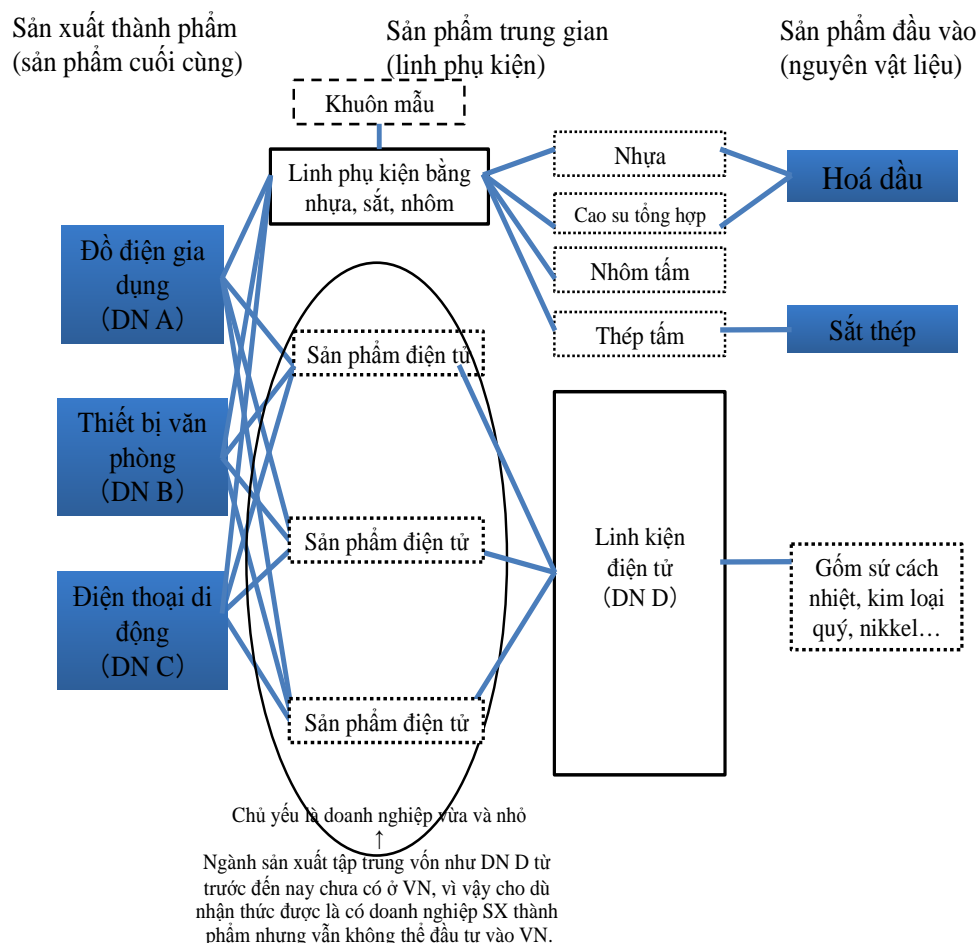 Sản xuất thành phẩm
(sản phẩm cuối cùng)
Sản phẩm trung gian
(linh phụ kiện)
Sản phẩm đầu vào
(nguyên vật liệu)
Khuôn mẫu
Linh phụ kiện bằng
nhựa, sắt, nhôm
Nhựa
Cao su tổng hợp
Nhôm tấm
Thép tấm
Hoá dầu
Sắt thép
Đồ điện gia
dụng
（DN A）
Thiết bị văn
phòng
（DN B）
Điện thoại di
động
（DN C）
Sản phẩm điện tử
Sản phẩm điện tử
Sản phẩm điện tử
Linh kiện
điện tử
（DN D）
Gốm sứ cách
nhiệt, kim loại
quý, nikkel…
Chủ yếu là doanh nghiệp vừa và nhỏ
↑
Ngành sản xuất tập trung vốn như DN D từ
trước đến nay chưa có ở VN, vì vậy cho dù
nhận thức được là có doanh nghiệp SX thành
phẩm nhưng vẫn không thể đầu tư vào VN.